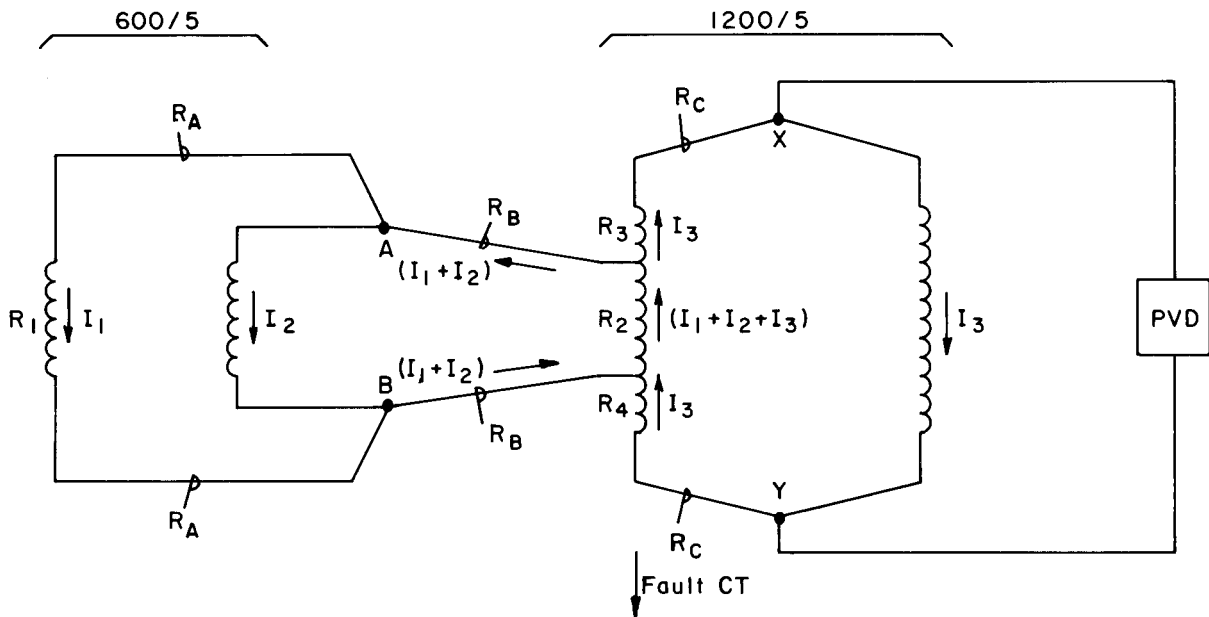 600/5
1200/5
R_A
R_C
X
R_B
A
(I_1 + I_2)
R_3
I_3
R_1
I_1
I_2
R_2
(I_1 + I_2 + I_3)
I_3
PVD
(I_1 + I_2)
B
R_4
I_3
R_B
R_A
Y
R_C
Fault CT